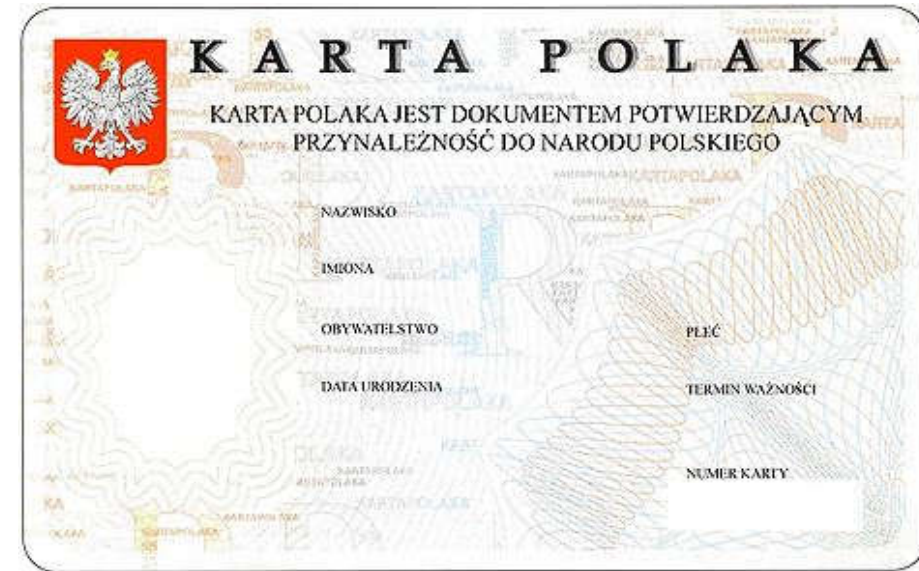 KARTA POLAKA
KARTA POLAKA JEST DOKUMENTEM POTWIERDZAJĄCYM
PRZYNALEŻNOŚĆ DO NARODU POLSKIEGO
NAZWISKO
IMIONA
OBYWATELSTWO
PŁEĆ
DATA URODZENIA
TERMIN WAŻNOŚCI
NUMER KARTY